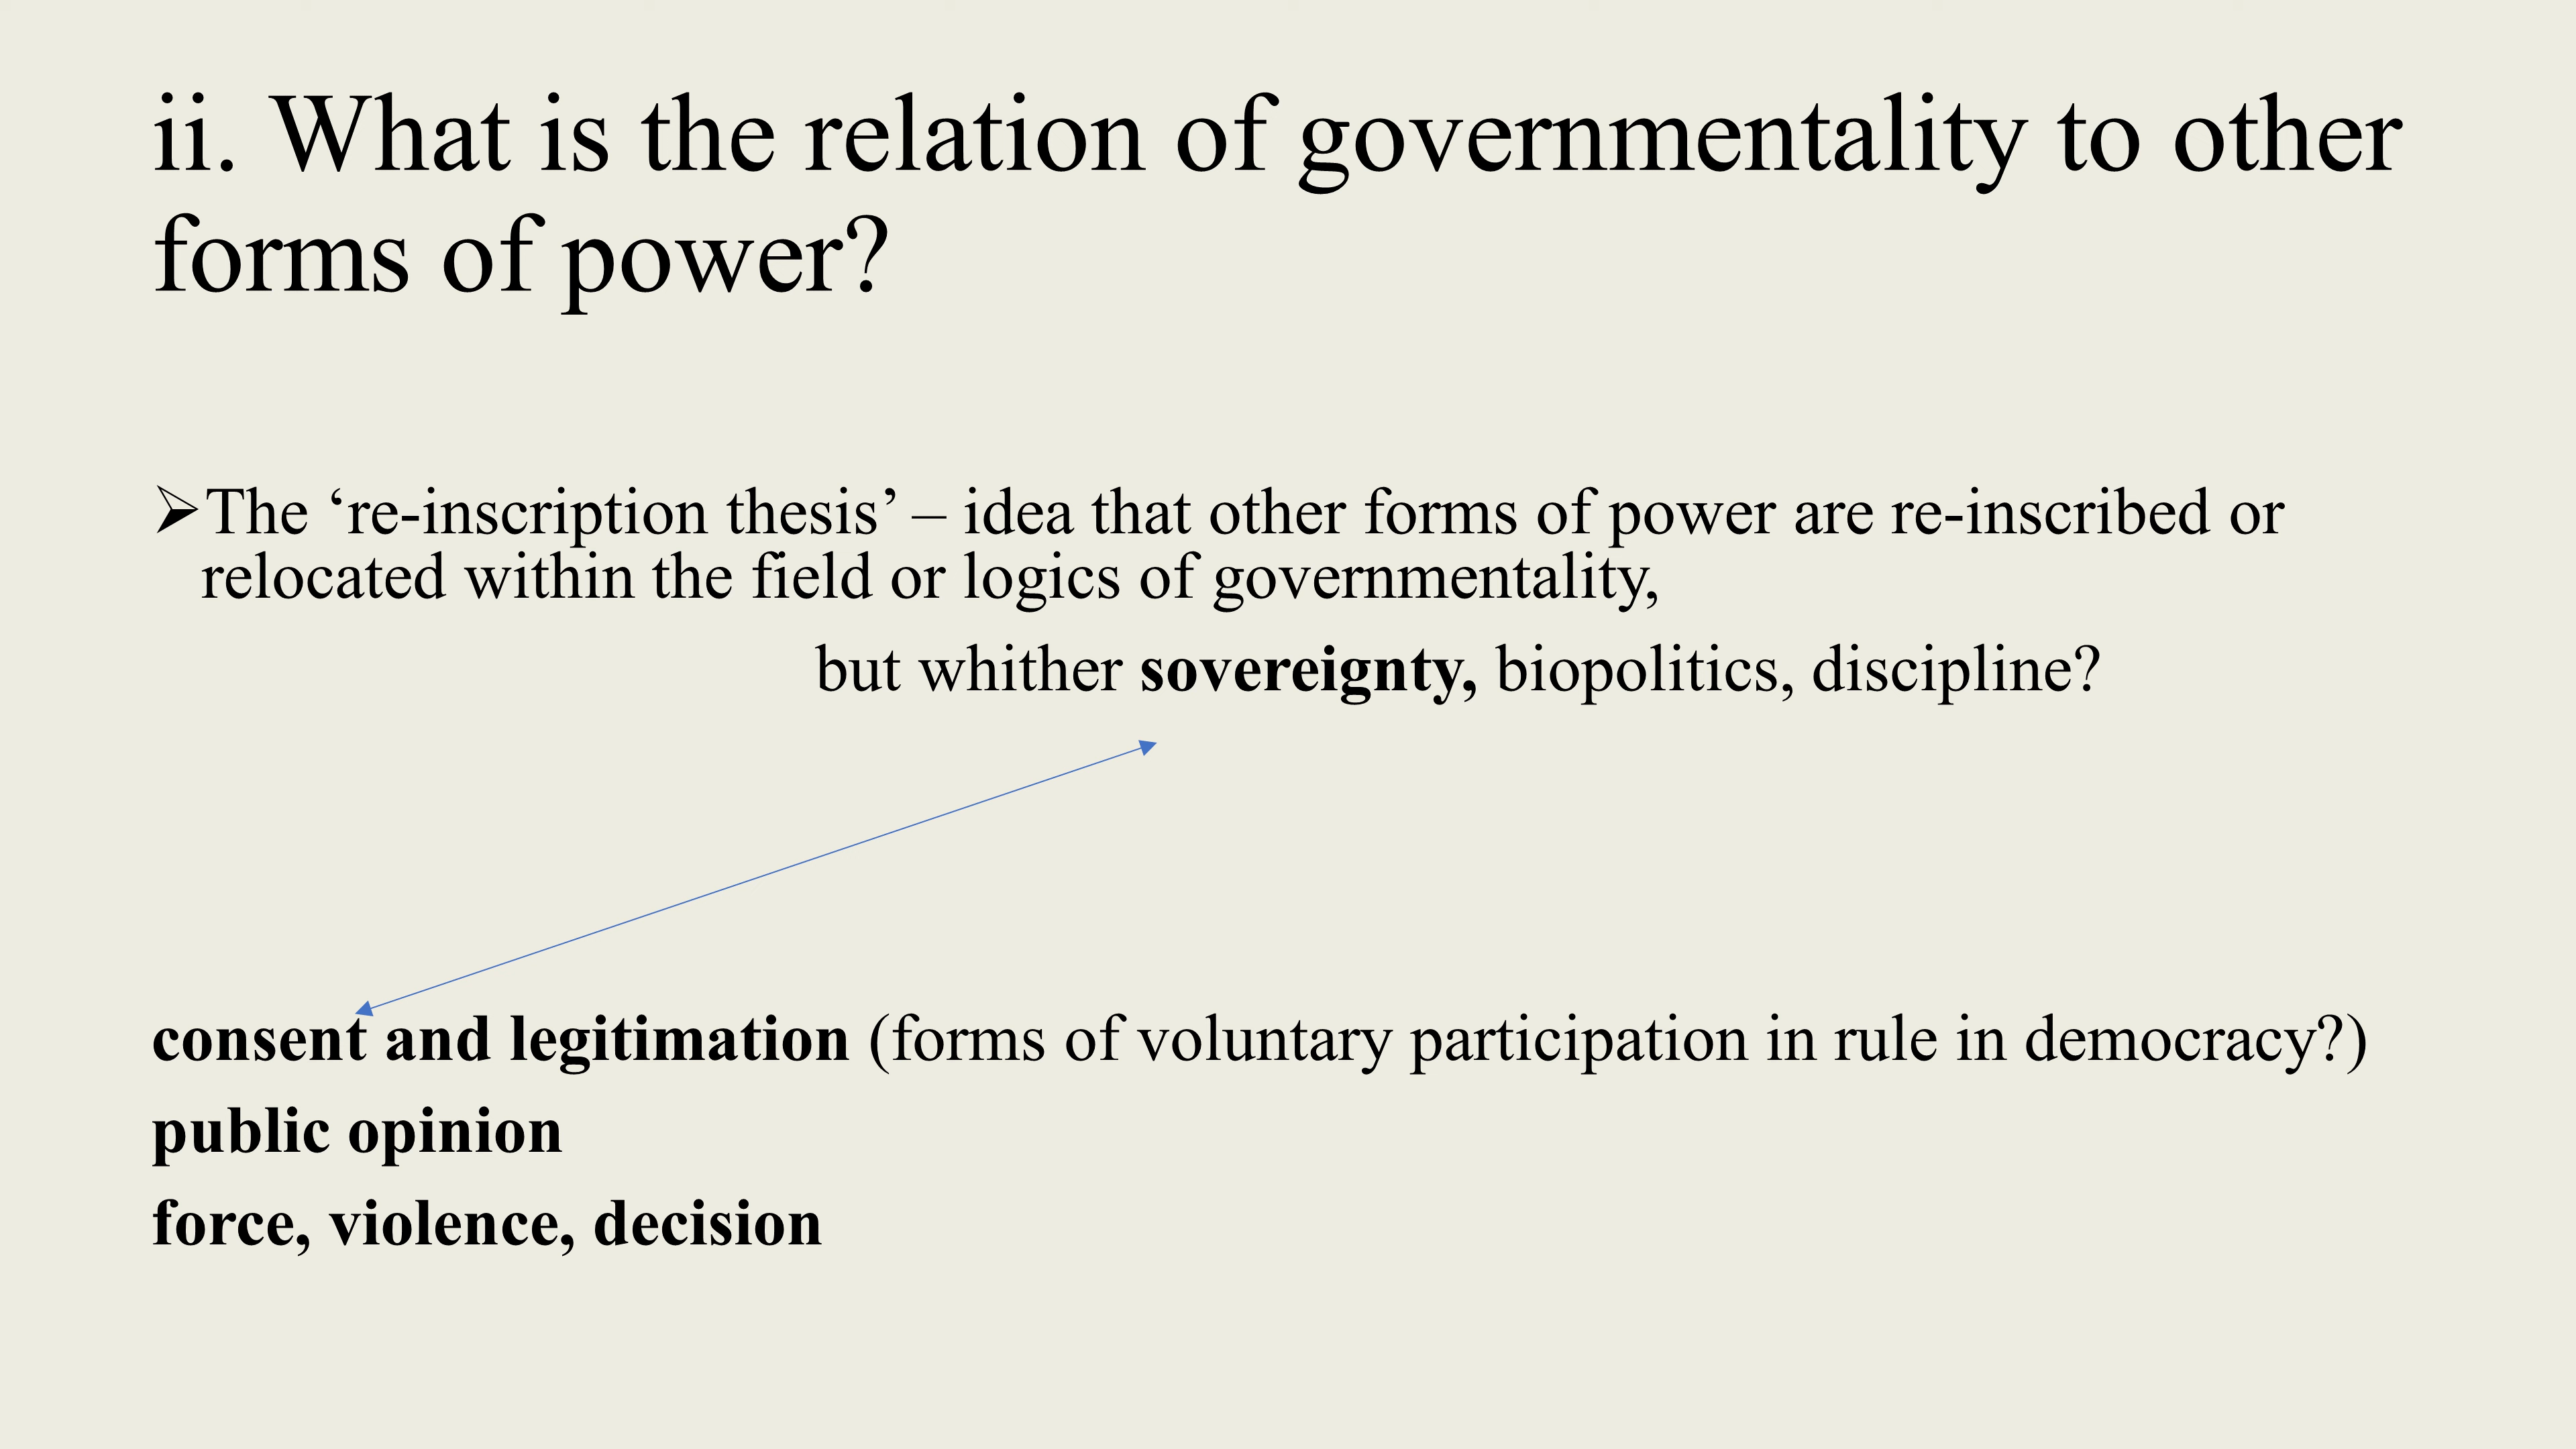 ii. What is the relation of governmentality to other
forms of power?
➢The ‘re-inscription thesis’ – idea that other forms of power are re-inscribed or
relocated within the field or logics of governmentality,
but whither sovereignty, biopolitics, discipline?
consent and legitimation (forms of voluntary participation in rule in democracy?)
public opinion
force, violence, decision